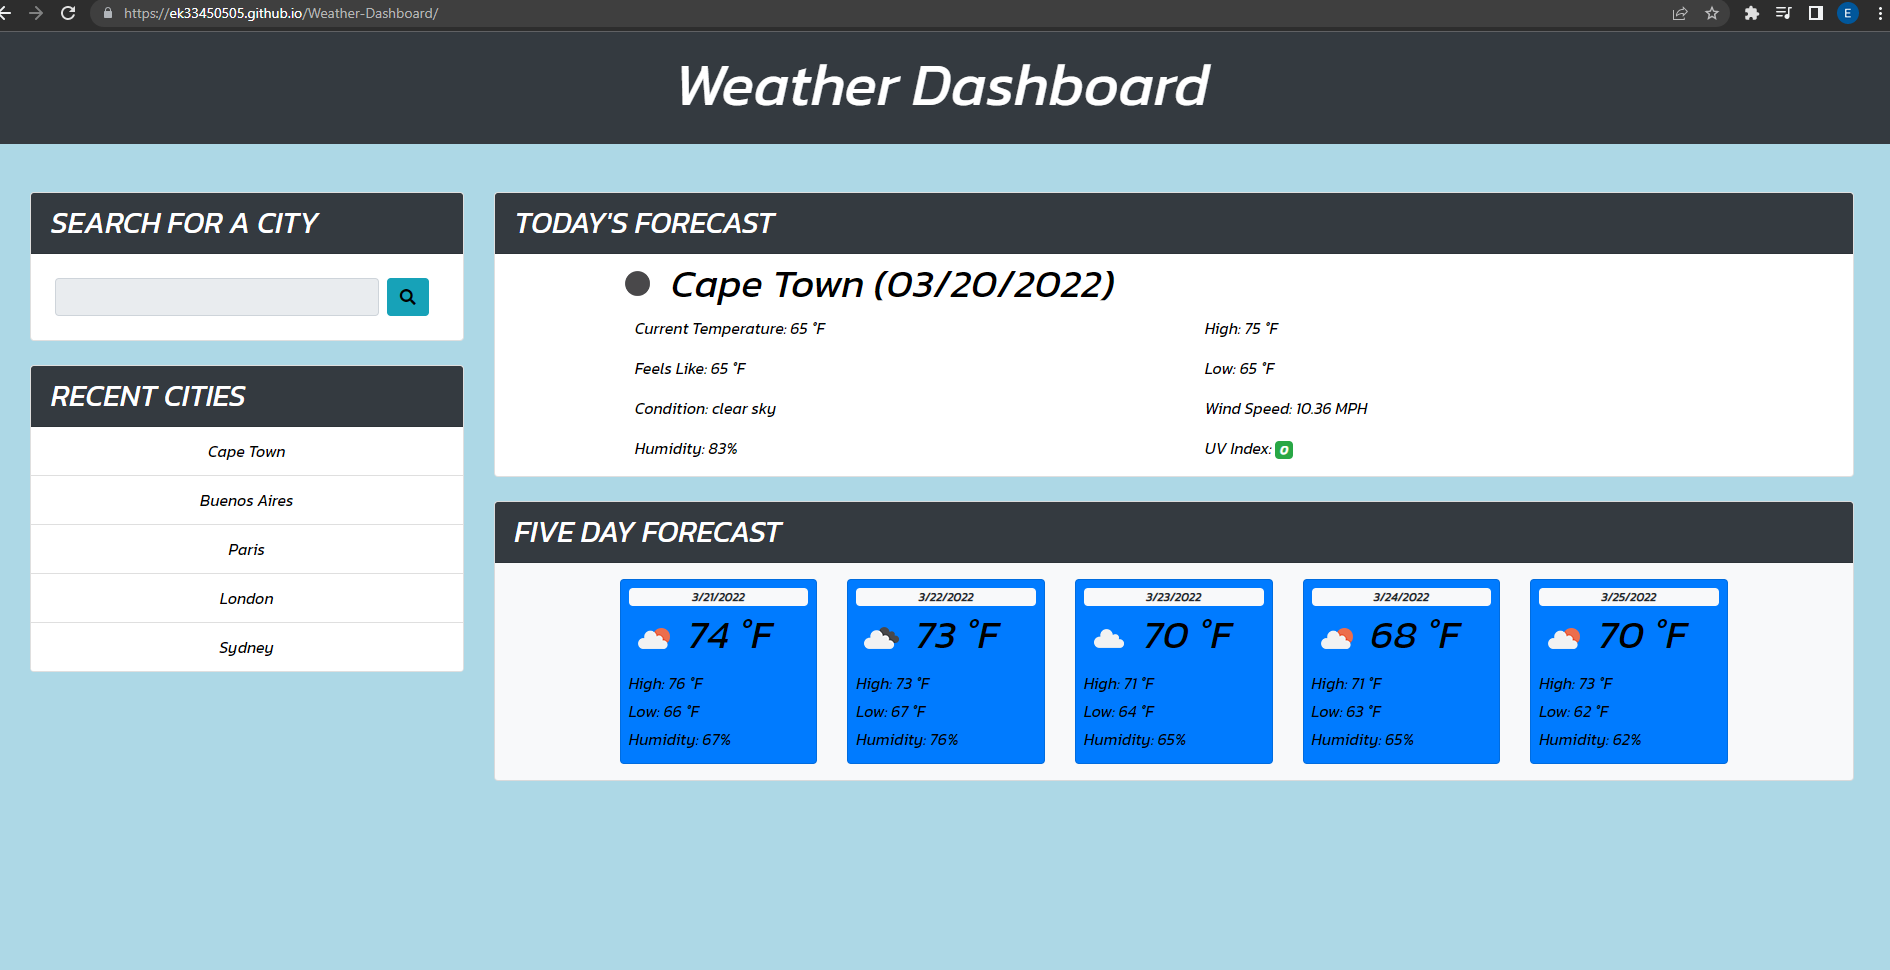 https://ek33450505.github.io/Weather-Dashboard/
E
Weather Dashboard
SEARCH FOR A CITY
RECENT CITIES
Cape Town
Buenos Aires
Paris
London
Sydney
TODAY'S FORECAST
Cape Town (03/20/2022)
Current Temperature: 65 °F
High: 75 °F
Feels Like: 65 °F
Low: 65 °F
Condition: clear sky
Wind Speed: 10.36 MPH
Humidity: 83%
UV Index: 0
FIVE DAY FORECAST
3/21/2022
74 °F
High: 76 °F
Low: 66 °F
Humidity: 67%
3/22/2022
73 °F
High: 73 °F
Low: 67 °F
Humidity: 76%
3/23/2022
70 °F
High: 71 °F
Low: 64 °F
Humidity: 65%
3/24/2022
68 °F
High: 71 °F
Low: 63 °F
Humidity: 65%
3/25/2022
70 °F
High: 73 °F
Low: 62 °F
Humidity: 62%